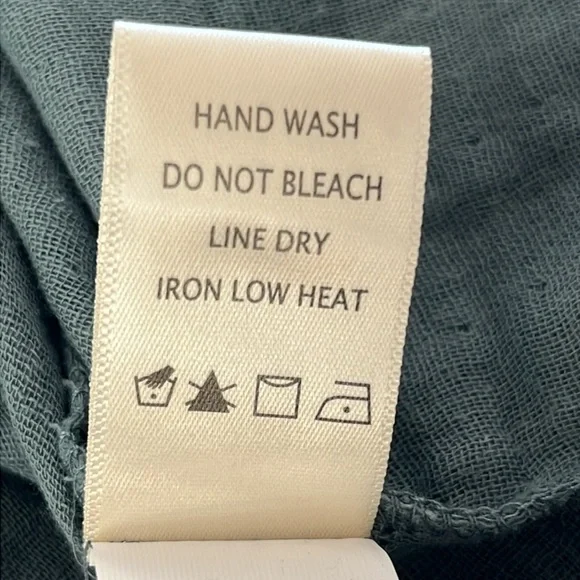 HAND WASH
DO NOT BLEACH
LINE DRY
IRON LOW HEAT